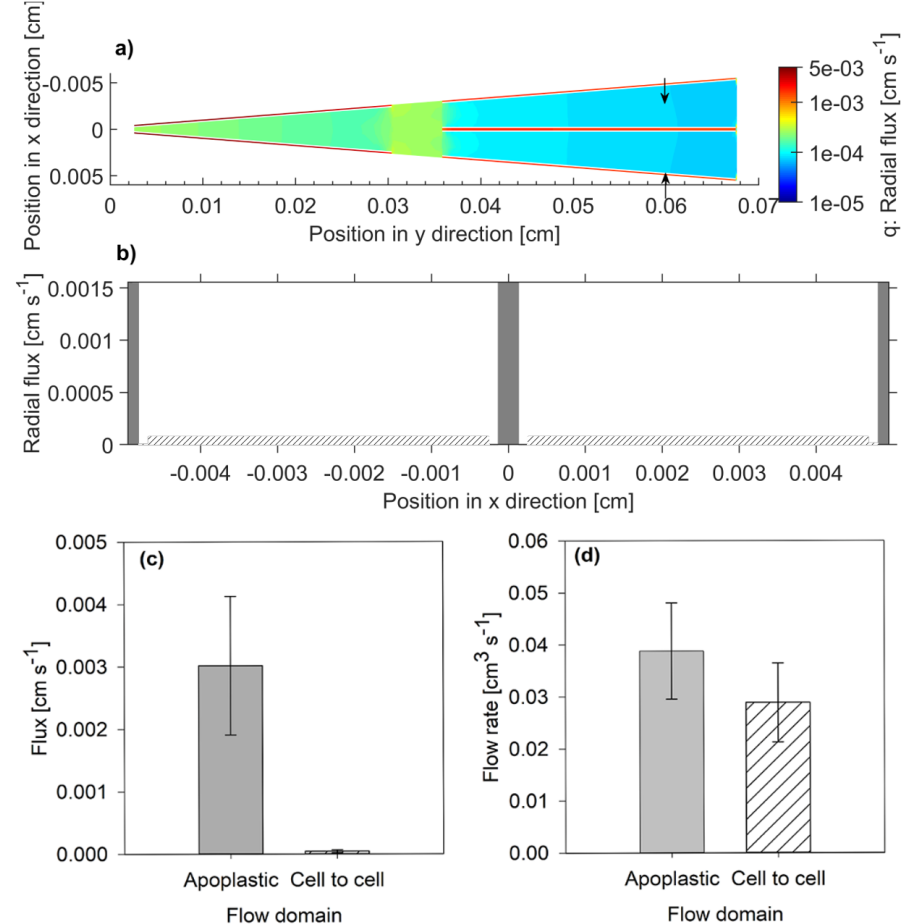 a)
Position in x direction [cm]
-0.005
0
0.005
0 0.01 0.02 0.03 0.04 0.05 0.06 0.07
Position in y direction [cm]
5e-03
1e-03
1e-04
1e-05
q: Radial flux [cm s-1]
b)
Radial flux [cm s-1]
0.0015
0.001
0.0005
0
-0.004 -0.003 -0.002 -0.001 0 0.001 0.002 0.003 0.004
Position in x direction [cm]
(c)
Flux [cm s-1]
0.005
0.004
0.003
0.002
0.001
0.000
Apoplastic Cell to cell
Flow domain
(d)
Flow rate [cm3 s-1]
0.06
0.05
0.04
0.03
0.02
0.01
0.00
Apoplastic Cell to cell
Flow domain